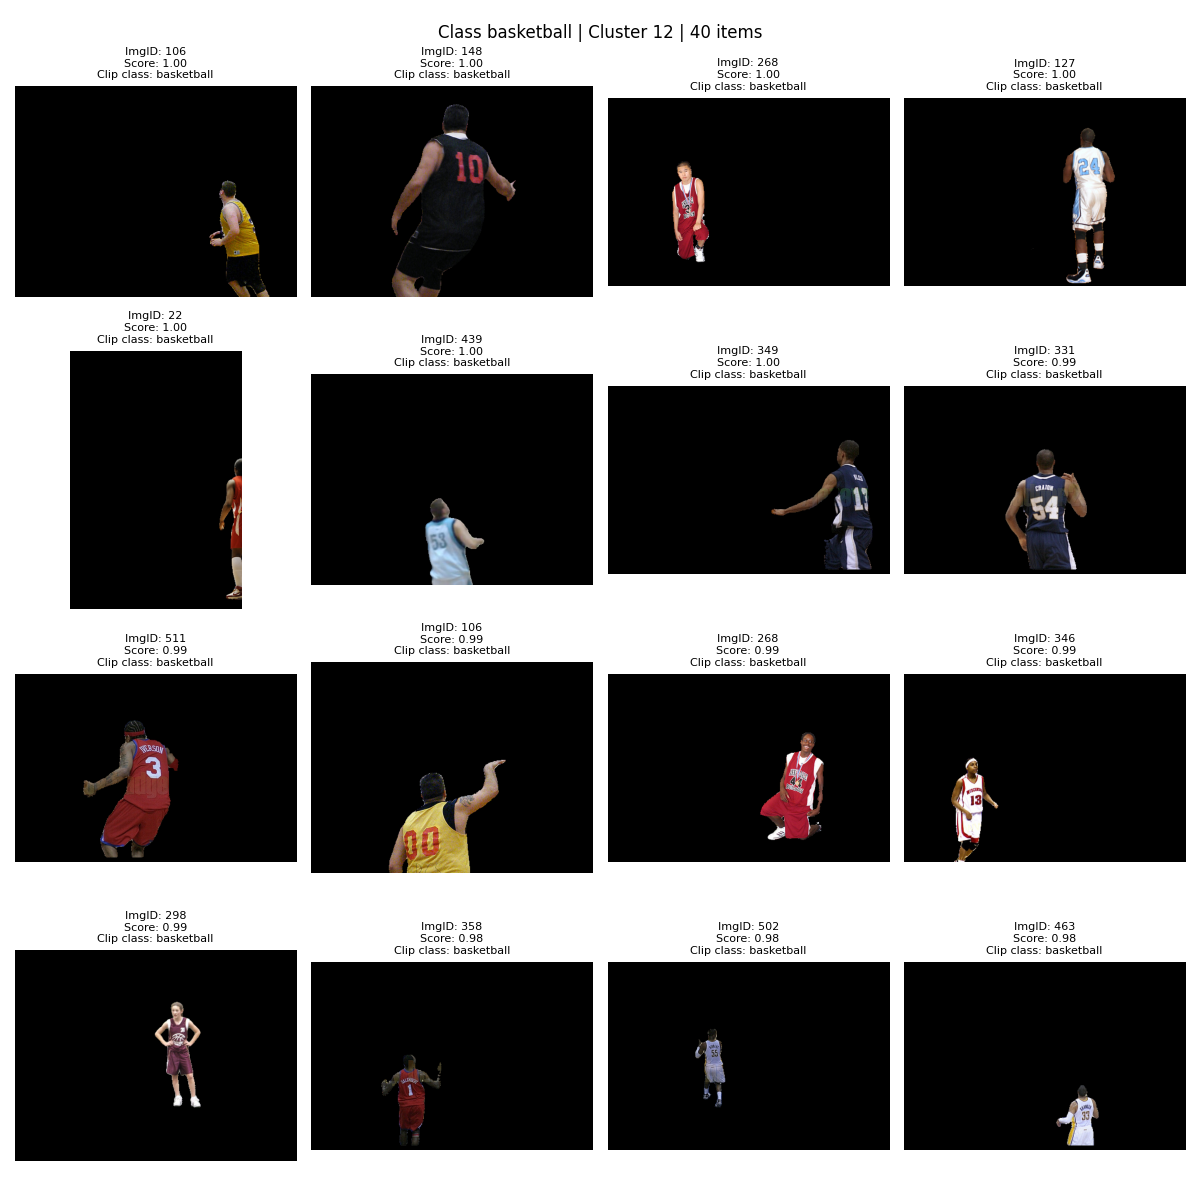 Class basketball | Cluster 12 | 40 items
ImgID: 106
Score: 1.00
Clip class: basketball
ImgID: 148
Score: 1.00
Clip class: basketball
ImgID: 268
Score: 1.00
Clip class: basketball
ImgID: 127
Score: 1.00
Clip class: basketball
10
24
ImgID: 22
Score: 1.00
Clip class: basketball
ImgID: 439
Score: 1.00
Clip class: basketball
ImgID: 349
Score: 1.00
Clip class: basketball
ImgID: 331
Score: 0.99
Clip class: basketball
53
13
54
ImgID: 511
Score: 0.99
Clip class: basketball
ImgID: 106
Score: 0.99
Clip class: basketball
ImgID: 268
Score: 0.99
Clip class: basketball
ImgID: 346
Score: 0.99
Clip class: basketball
3
00
13
ImgID: 298
Score: 0.99
Clip class: basketball
ImgID: 358
Score: 0.98
Clip class: basketball
ImgID: 502
Score: 0.98
Clip class: basketball
ImgID: 463
Score: 0.98
Clip class: basketball
1
55
33